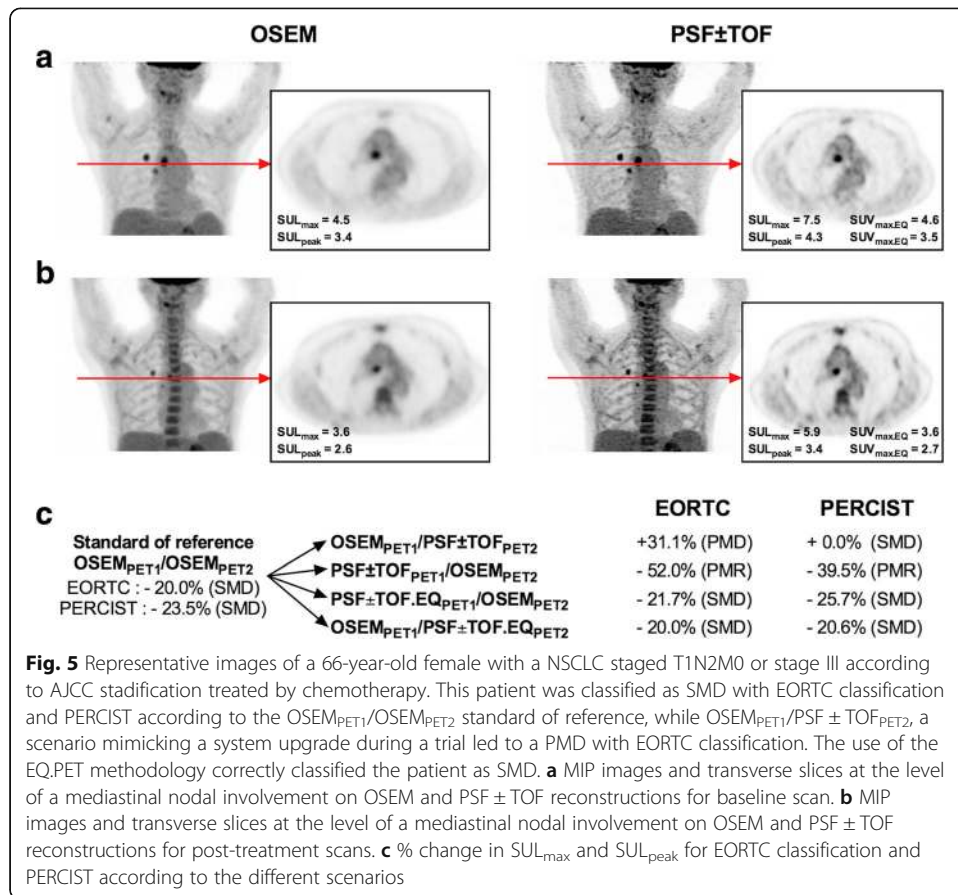 OSEM PSF±TOF
a
SULmax = 4.5
SULpeak = 3.4
SULmax = 7.5 SUVmax.EQ = 4.6
SULpeak = 4.3 SUVmax.EQ = 3.5
b
SULmax = 3.6
SULpeak = 2.6
SULmax = 5.9 SUVmax.EQ = 3.6
SULpeak = 3.4 SUVmax.EQ = 2.7
c
EORTC PERCIST
Standard of reference
OSEMPET1/OSEMPET2
EORTC : - 20.0% (SMD)
PERCIST : - 23.5% (SMD)
OSEMPET1/PSF±TOFPET2 +31.1% (PMD) + 0.0% (SMD)
PSF±TOFPET1/OSEMPET2 - 52.0% (PMR) - 39.5% (PMR)
PSF±TOF.EQPET1/OSEMPET2 - 21.7% (SMD) - 25.7% (SMD)
OSEMPET1/PSF±TOF.EQPET2 - 20.0% (SMD) - 20.6% (SMD)
Fig. 5 Representative images of a 66-year-old female with a NSCLC staged T1N2M0 or stage III according
to AJCC stadification treated by chemotherapy. This patient was classified as SMD with EORTC classification
and PERCIST according to the OSEMPET1/OSEMPET2 standard of reference, while OSEMPET1/PSF ± TOFPET2, a
scenario mimicking a system upgrade during a trial led to a PMD with EORTC classification. The use of the
EQ.PET methodology correctly classified the patient as SMD. a MIP images and transverse slices at the level
of a mediastinal nodal involvement on OSEM and PSF ± TOF reconstructions for baseline scan. b MIP
images and transverse slices at the level of a mediastinal nodal involvement on OSEM and PSF ± TOF
reconstructions for post-treatment scans. c % change in SULmax and SULpeak for EORTC classification and
PERCIST according to the different scenarios